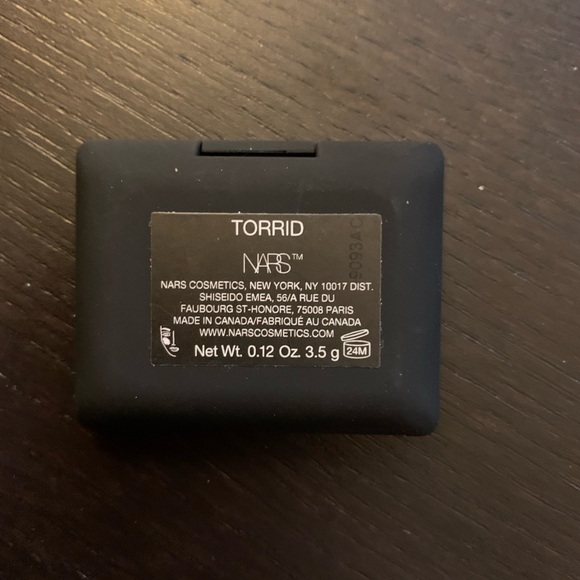 TORRID
NARS™
NARS COSMETICS, NEW YORK, NY 10017 DIST.
SHISEIDO EMEA, 56/A RUE DU
FAUBOURG ST-HONORE, 75008 PARIS
MADE IN CANADA/FABRIQUÉ AU CANADA
WWW.NARSCOSMETICS.COM
Net Wt. 0.12 Oz. 3.5 g
24M
9093AC